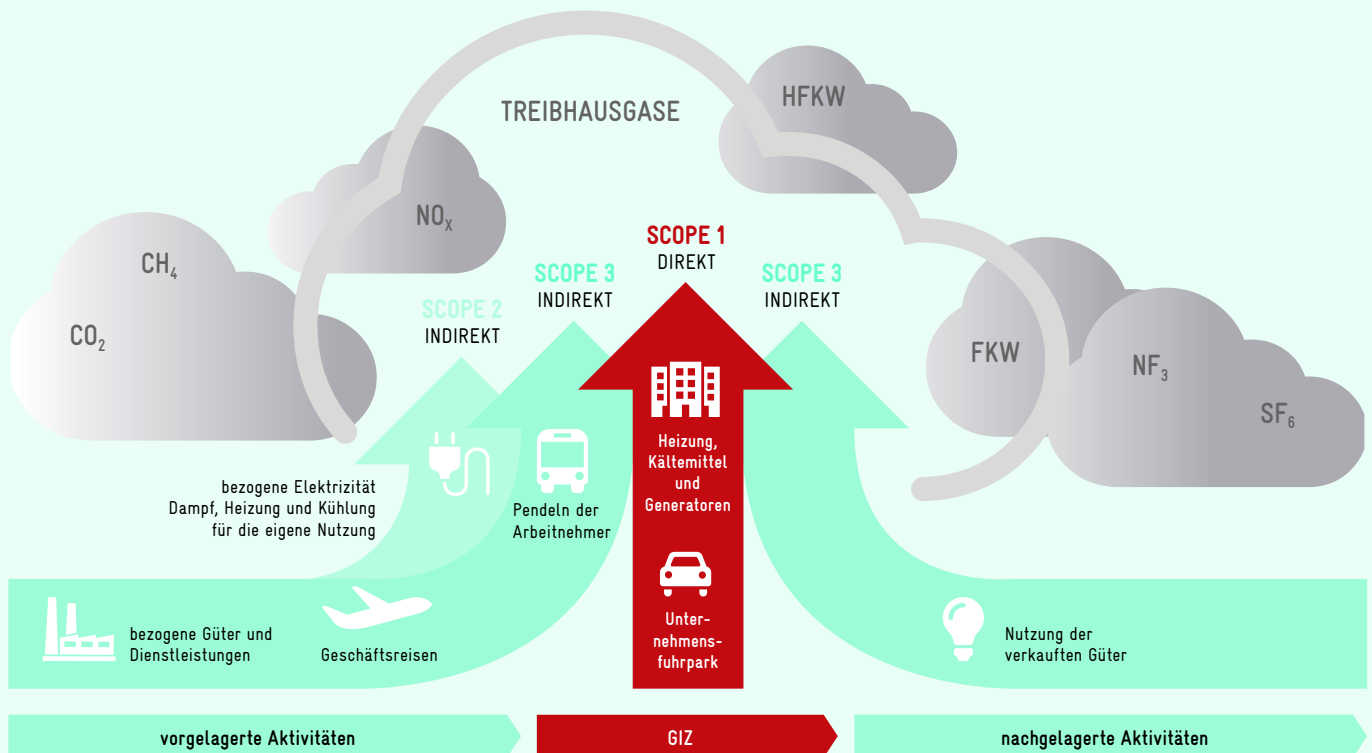 TREIBHAUSGASE
HFKW
NOₓ
CH₄
CO₂
FKW
NF₃
SF₆
SCOPE 1
DIREKT
SCOPE 3
INDIREKT
SCOPE 3
INDIREKT
SCOPE 2
INDIREKT
bezogene Elektrizität
Dampf, Heizung und Kühlung
für die eigene Nutzung
Pendeln der
Arbeitnehmer
Heizung,
Kältemittel
und
Generatoren
Unter-
nehmens-
fuhrpark
bezogene Güter und
Dienstleistungen
Geschäftsreisen
Nutzung der
verkauften Güter
vorgelagerte Aktivitäten
GIZ
nachgelagerte Aktivitäten